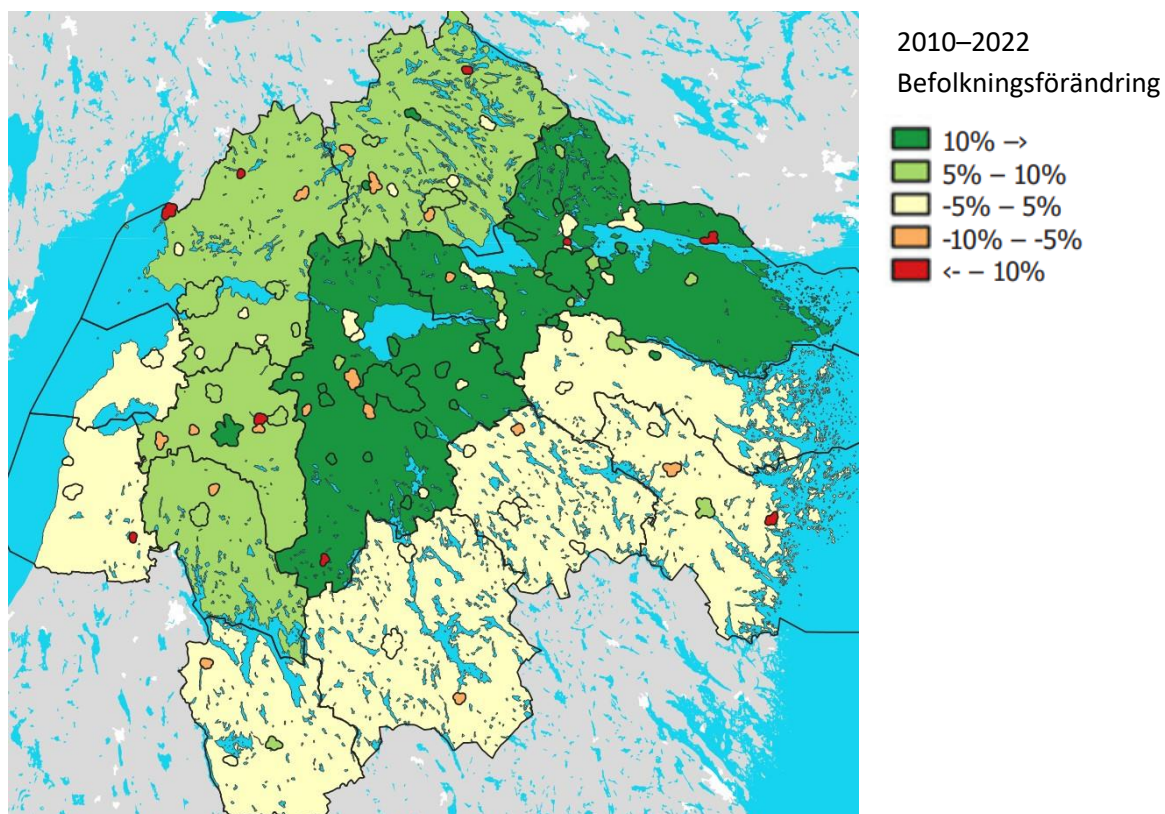 2010–2022
Befolkningsförändring
10% –>
5% – 10%
-5% – 5%
-10% – -5%
<- – 10%